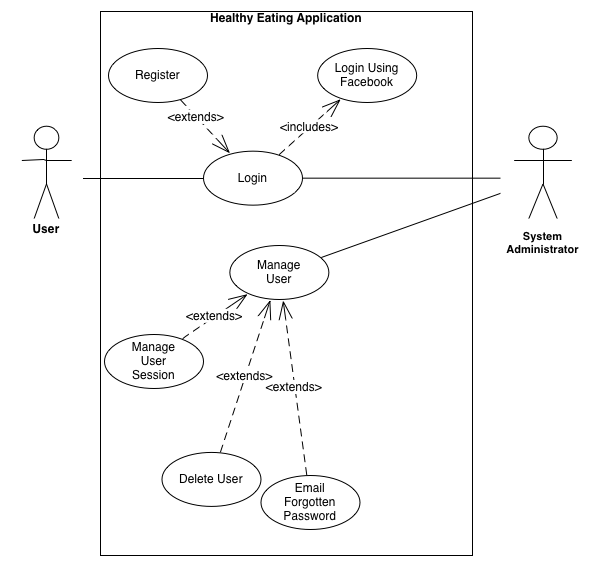 Healthy Eating Application
Register
Login Using
Facebook
<extends>
<includes>
Login
User
System
Administrator
Manage
User
<extends>
Manage
User
Session
<extends>
<extends>
Delete User
Email
Forgotten
Password